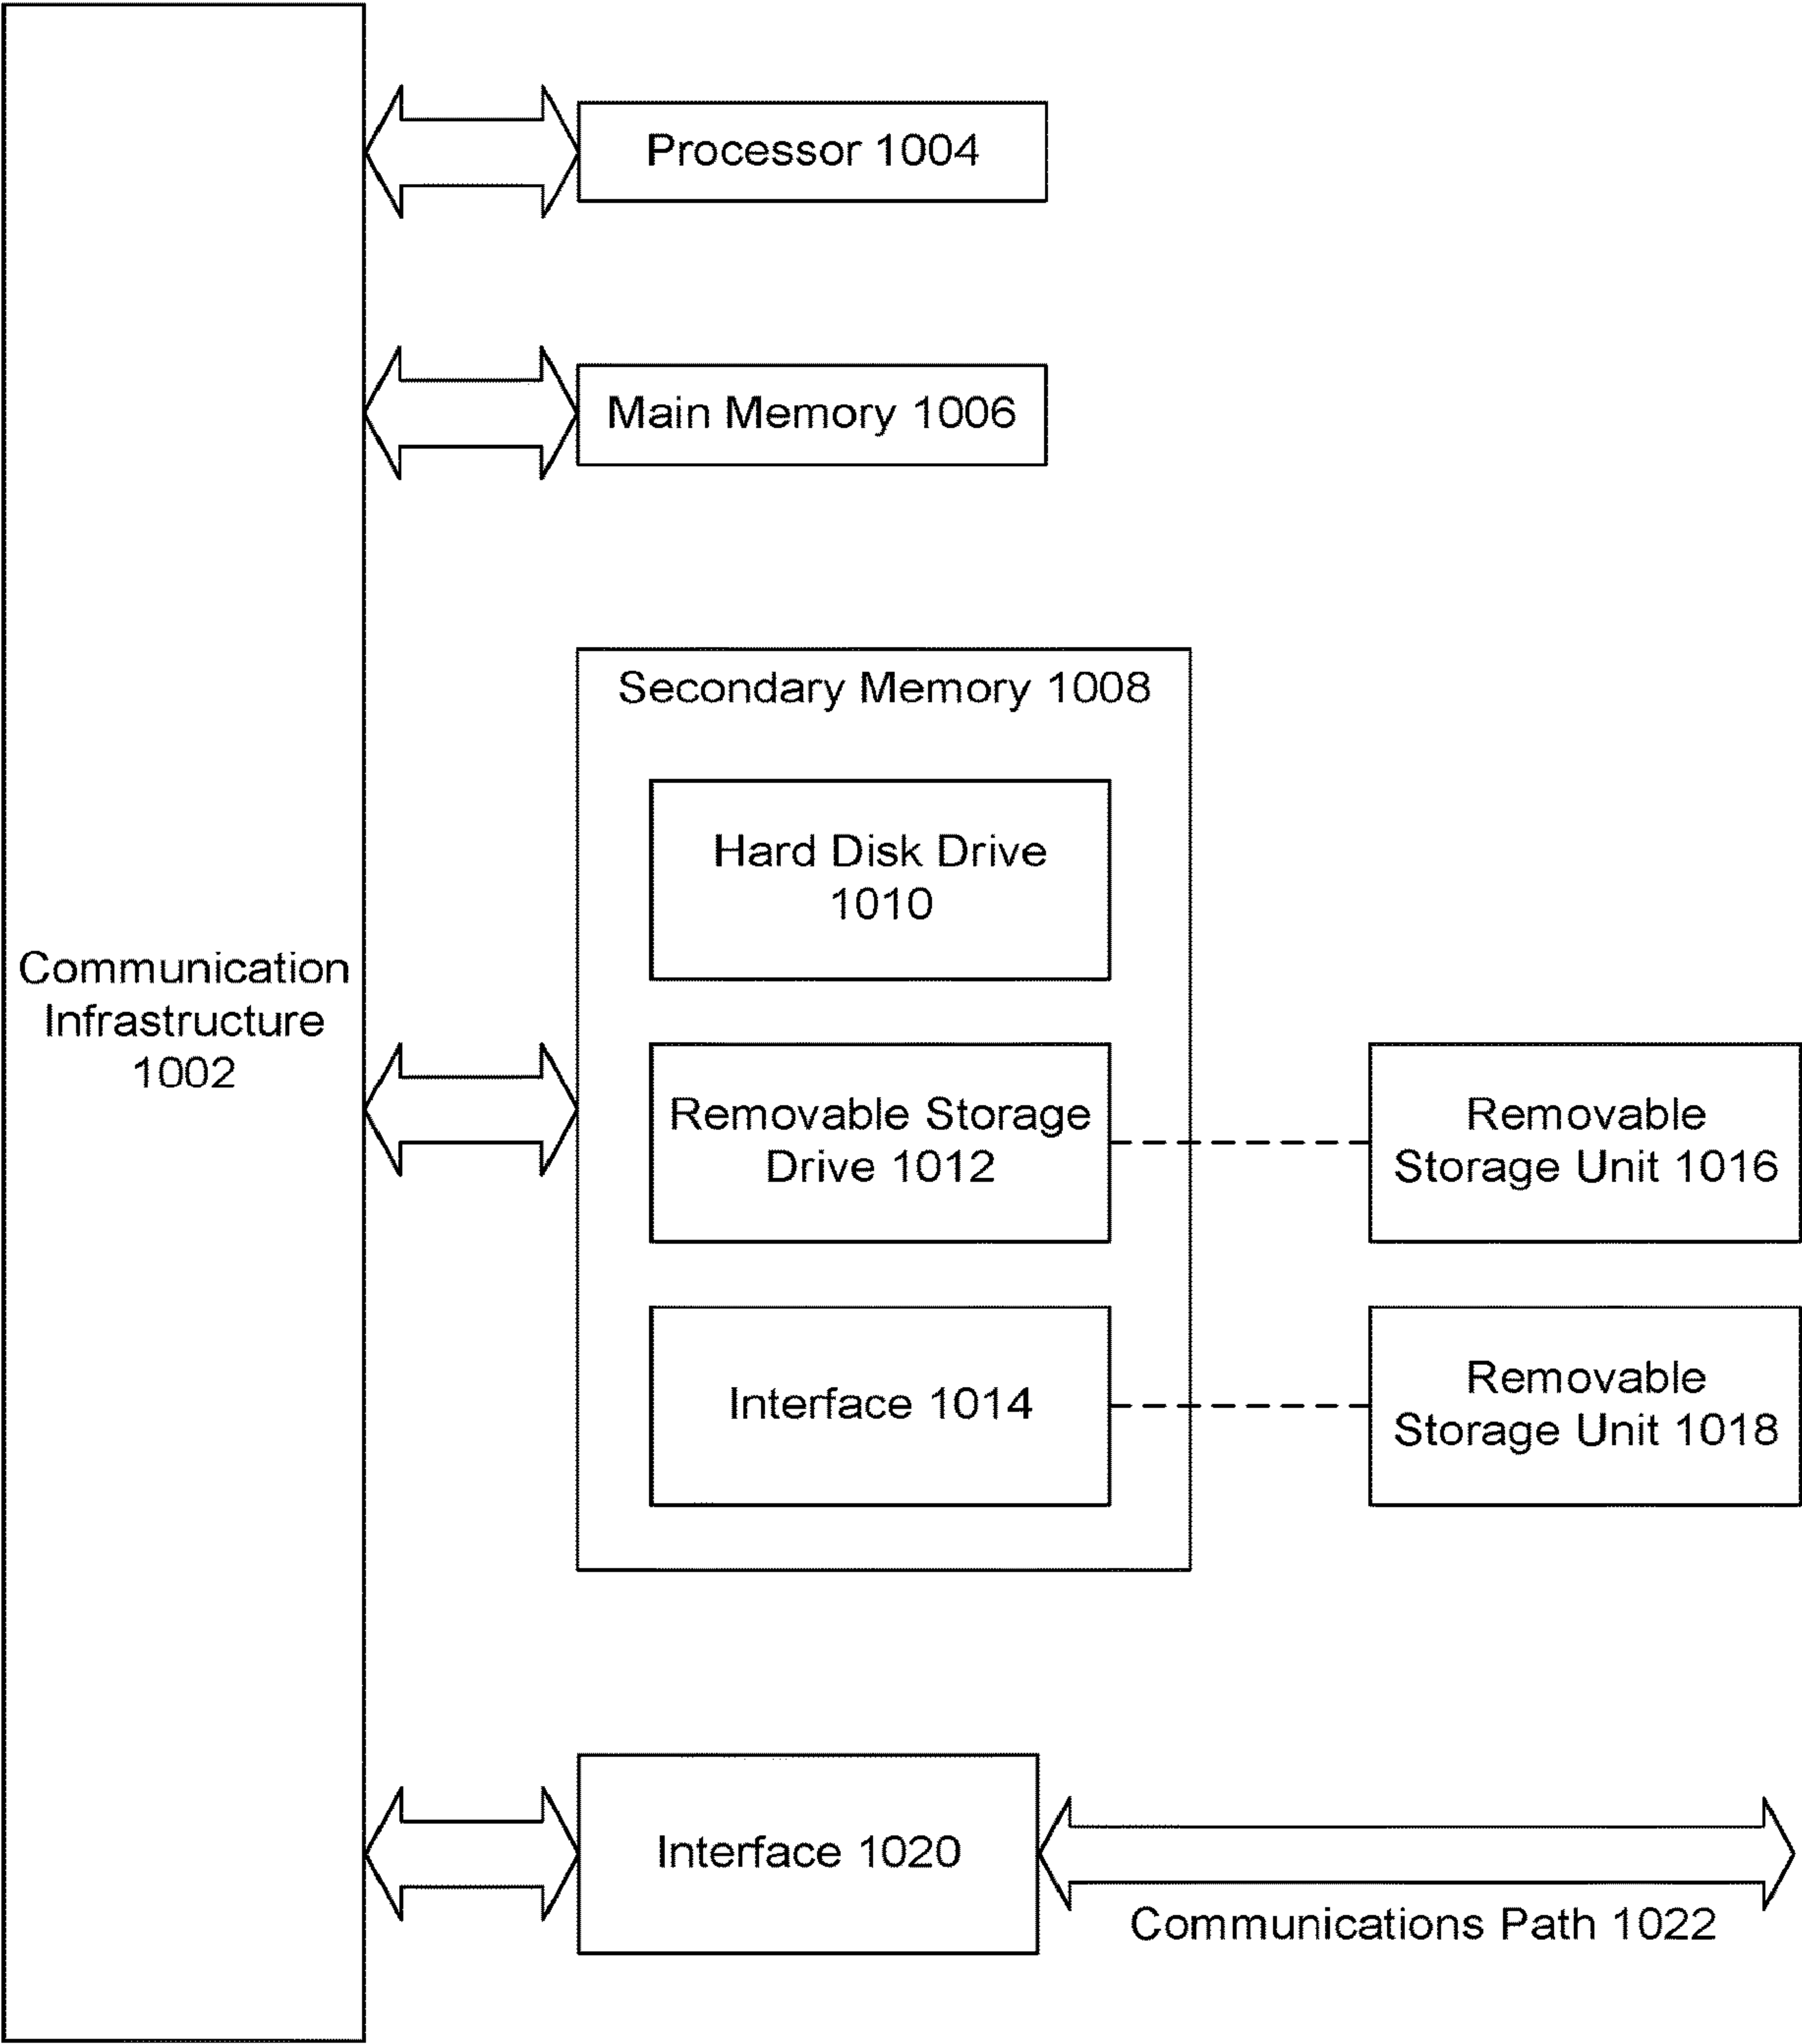 Processor 1004
Main Memory 1006
Secondary Memory 1008
Hard Disk Drive
1010
Communication
Infrastructure
1002
Removable Storage
Drive 1012
Removable
Storage Unit 1016
Interface 1014
Removable
Storage Unit 1018
Interface 1020
Communications Path 1022